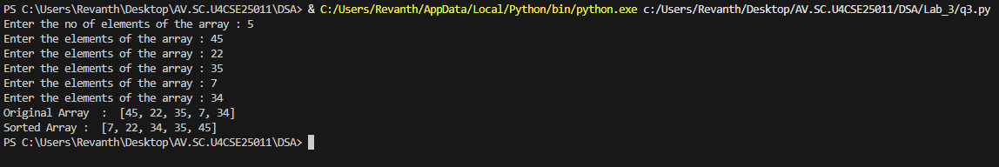 PS C:\Users\Revanth\Desktop\AV.SC.U4CSE25011\DSA> & C:/Users/Revanth/AppData/Local/Python/bin/python.exe c:/Users/Revanth/Desktop/AV.SC.U4CSE25011/DSA/Lab_3/q3.py
Enter the no of elements of the array : 5
Enter the elements of the array : 45
Enter the elements of the array : 22
Enter the elements of the array : 35
Enter the elements of the array : 7
Enter the elements of the array : 34
Original Array  :  [45, 22, 35, 7, 34]
Sorted Array :  [7, 22, 34, 35, 45]
PS C:\Users\Revanth\Desktop\AV.SC.U4CSE25011\DSA>